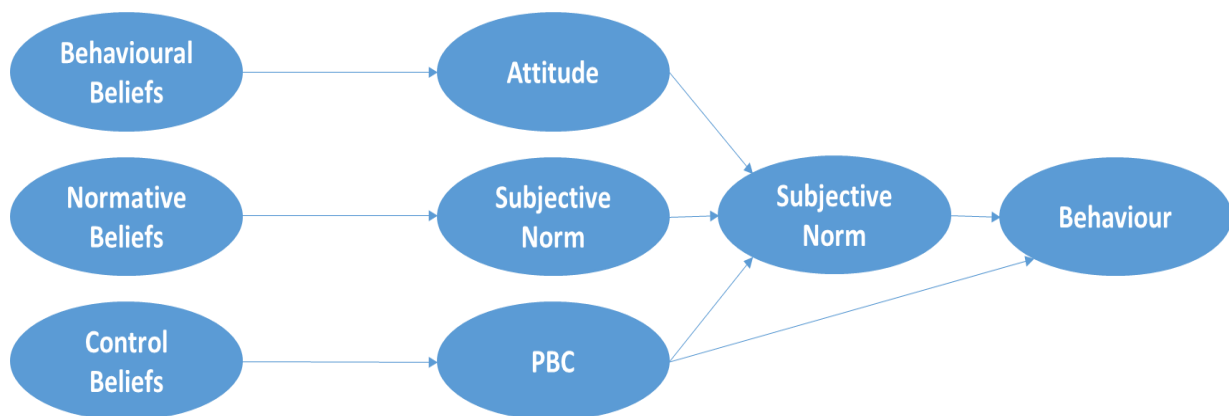 Behavioural
Beliefs
Attitude
Normative
Beliefs
Subjective
Norm
Subjective
Norm
Behaviour
Control
Beliefs
PBC